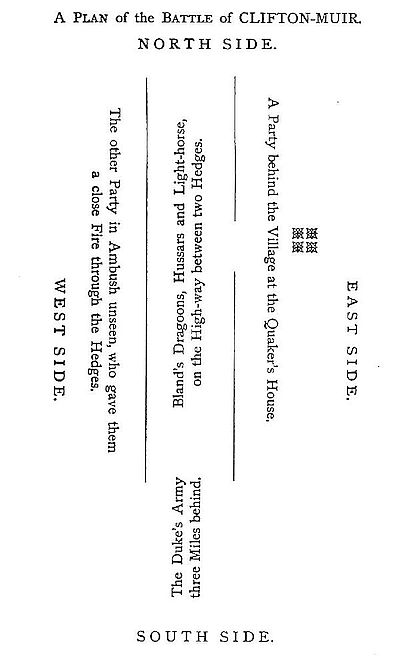 A PLAN of the BATTLE of CLIFTON-MUIR.
NORTH SIDE.
WEST SIDE.
The other Party in Ambush unseen, who gave them
a close Fire through the Hedges.
Bland's Dragoons, Hussars and Light-horse,
on the High-way between two Hedges.
The Duke's Army
three Miles behind.
A Party behind the Village at the Quaker's House.
EAST SIDE.
SOUTH SIDE.